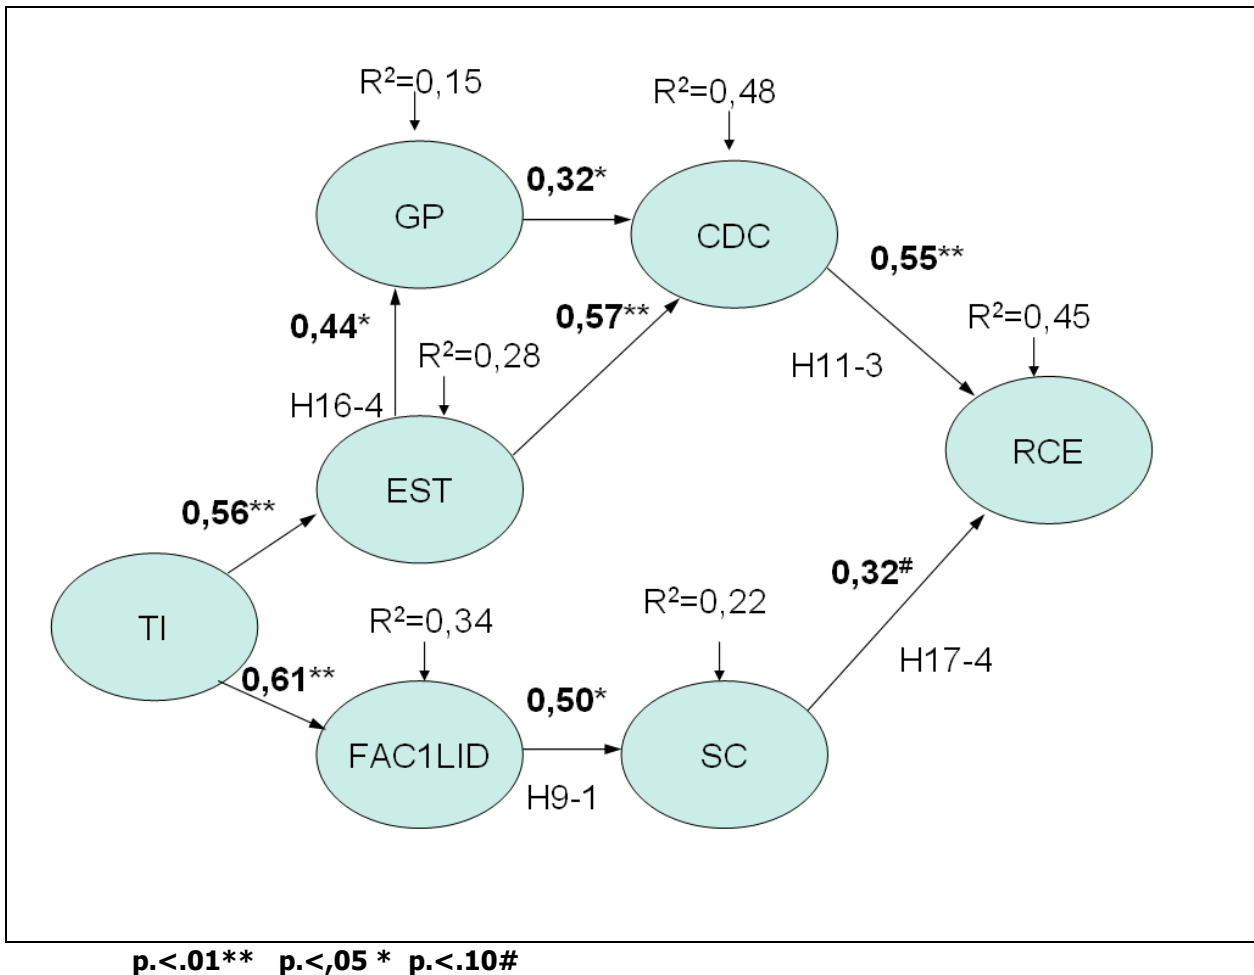 R²=0,15
R²=0,48
GP
0,32*
CDC
0,55**
0,44*
0,57**
R²=0,45
R²=0,28
H11-3
H16-4
RCE
EST
0,56**
0,32#
R²=0,34
R²=0,22
TI
H17-4
0,61**
0,50*
FAC1LID
SC
H9-1
p.<.01** p.<,05 * p.<.10#